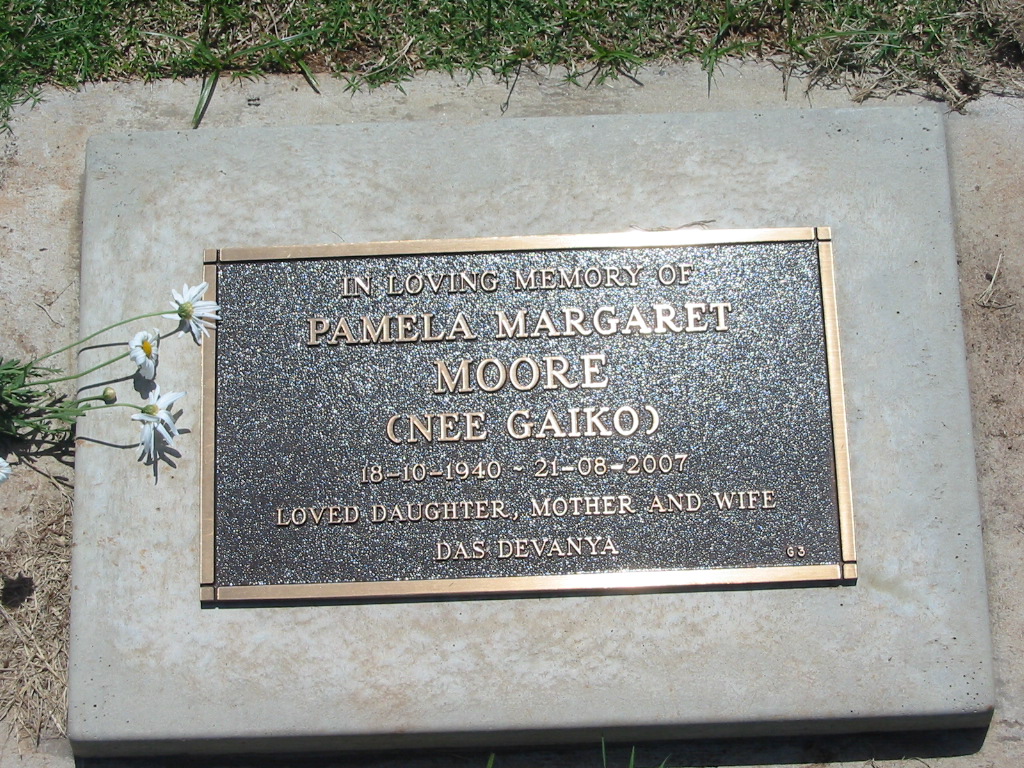 IN LOVING MEMORY OF
PAMELA MARGARET
MOORE
(NEE GAIKO)
18-10-1940 - 21-08-2007
LOVED DAUGHTER, MOTHER AND WIFE
DAS DEVANYA
G3